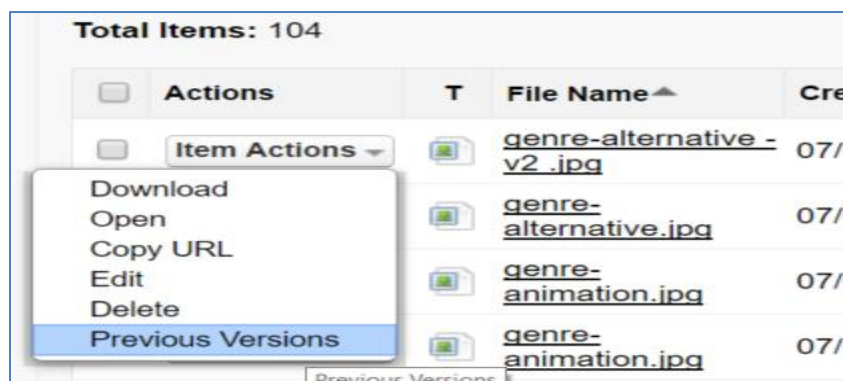 Total Items: 104
Actions T File Name Cre
Item Actions genre-alternative - 07/
v2 .jpg
Download
Open genre- 07/
alternative.jpg
Copy URL
Edit genre- 07/
animation.jpg
Delete
Previous Versions genre- 07/
animation.jpg
Previous Versions